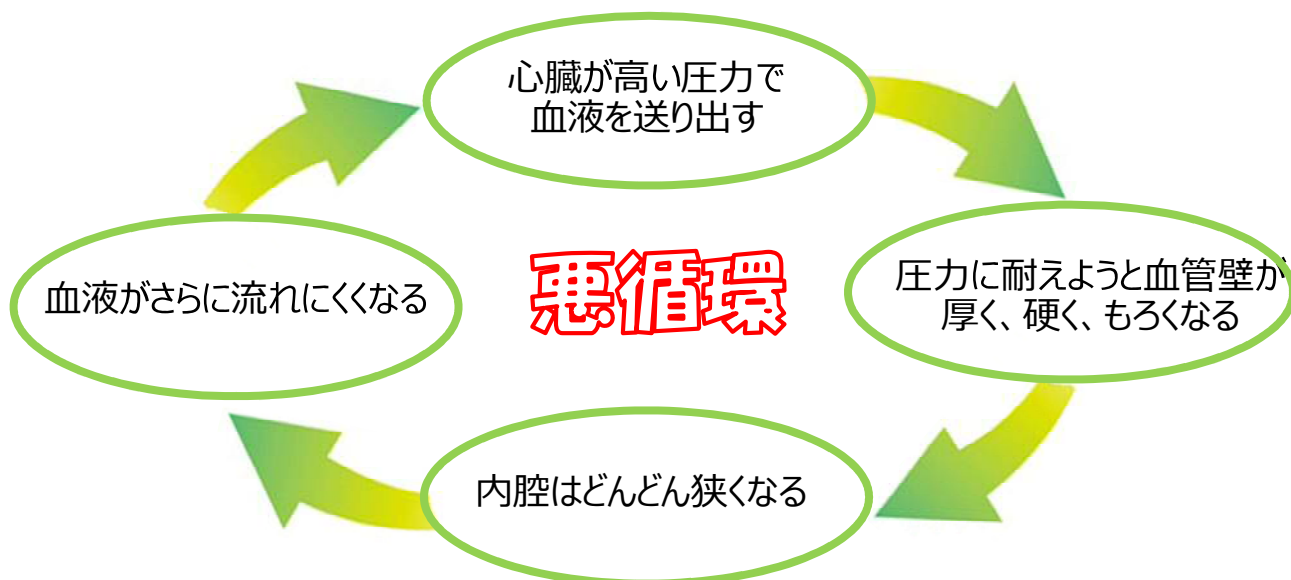 心臓が高い圧力で
血液を送り出す
圧力に耐えようと血管壁が
厚く、硬く、もろくなる
内腔はどんどん狭くなる
血液がさらに流れにくくなる
悪循環